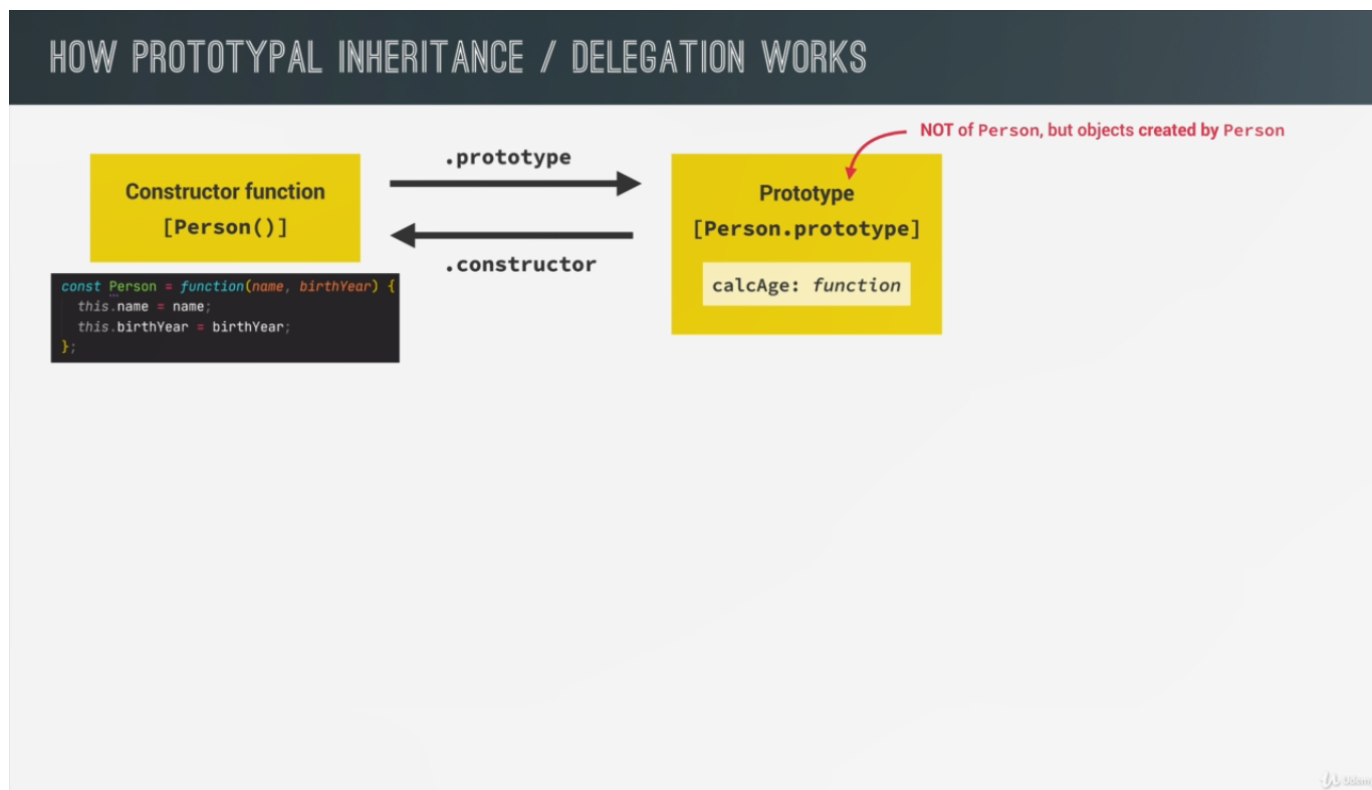 HOW PROTOTYPAL INHERITANCE / DELEGATION WORKS
NOT of Person, but objects created by Person
Constructor function
[Person()]
.prototype
.constructor
Prototype
[Person.prototype]
calcAge: function
const Person = function(name, birthYear) {
this.name = name;
this.birthYear = birthYear;
};